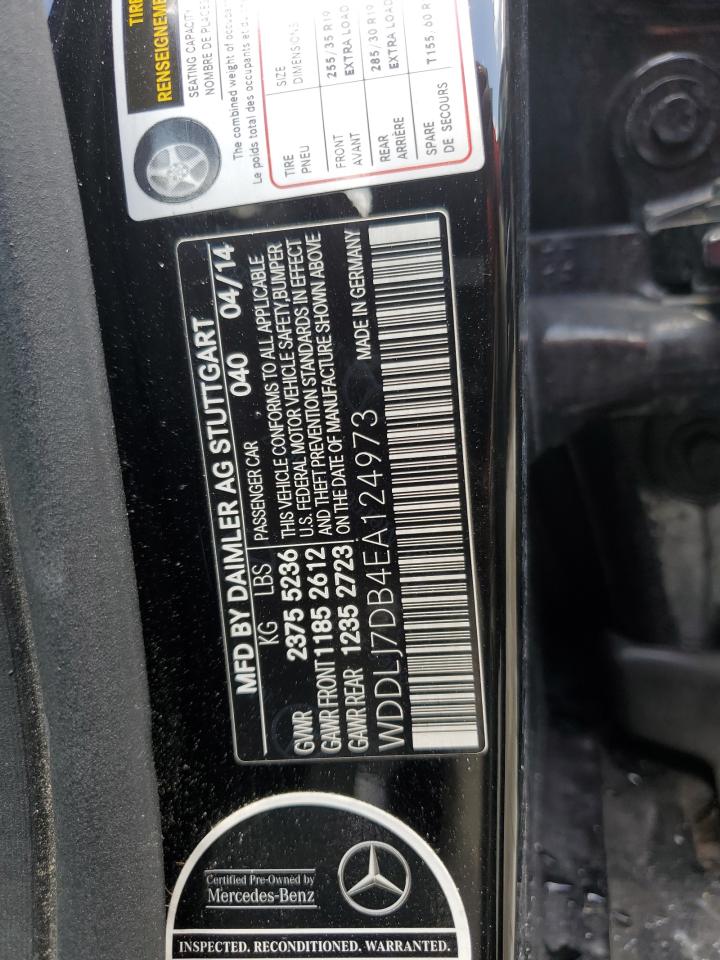 TIRE
RENSEIGNEME
SEATING CAPACITY
NOMBRE DE PLACES
The combined weight of occup
Le poids total des occupants et du
TIRE SIZE
PNEU DIMENSIONS
FRONT 255/35 R19
AVANT EXTRA LOAD
REAR 285/30 R19
ARRIÈRE EXTRA LOAD
SPARE T155/60 R
DE SECOURS
MFD BY DAIMLER AG STUTTGART
KG LBS PASSENGER CAR 040 04/14
GVWR 2375 5236 THIS VEHICLE CONFORMS TO ALL APPLICABLE
U.S. FEDERAL MOTOR VEHICLE SAFETY,BUMPER
GAWR FRONT 1185 2612 AND THEFT PREVENTION STANDARDS IN EFFECT
GAWR REAR 1235 2723 ON THE DATE OF MANUFACTURE SHOWN ABOVE
WDDLJ7DB4EA124973 MADE IN GERMANY
Certified Pre-Owned by
Mercedes-Benz
INSPECTED. RECONDITIONED. WARRANTED.